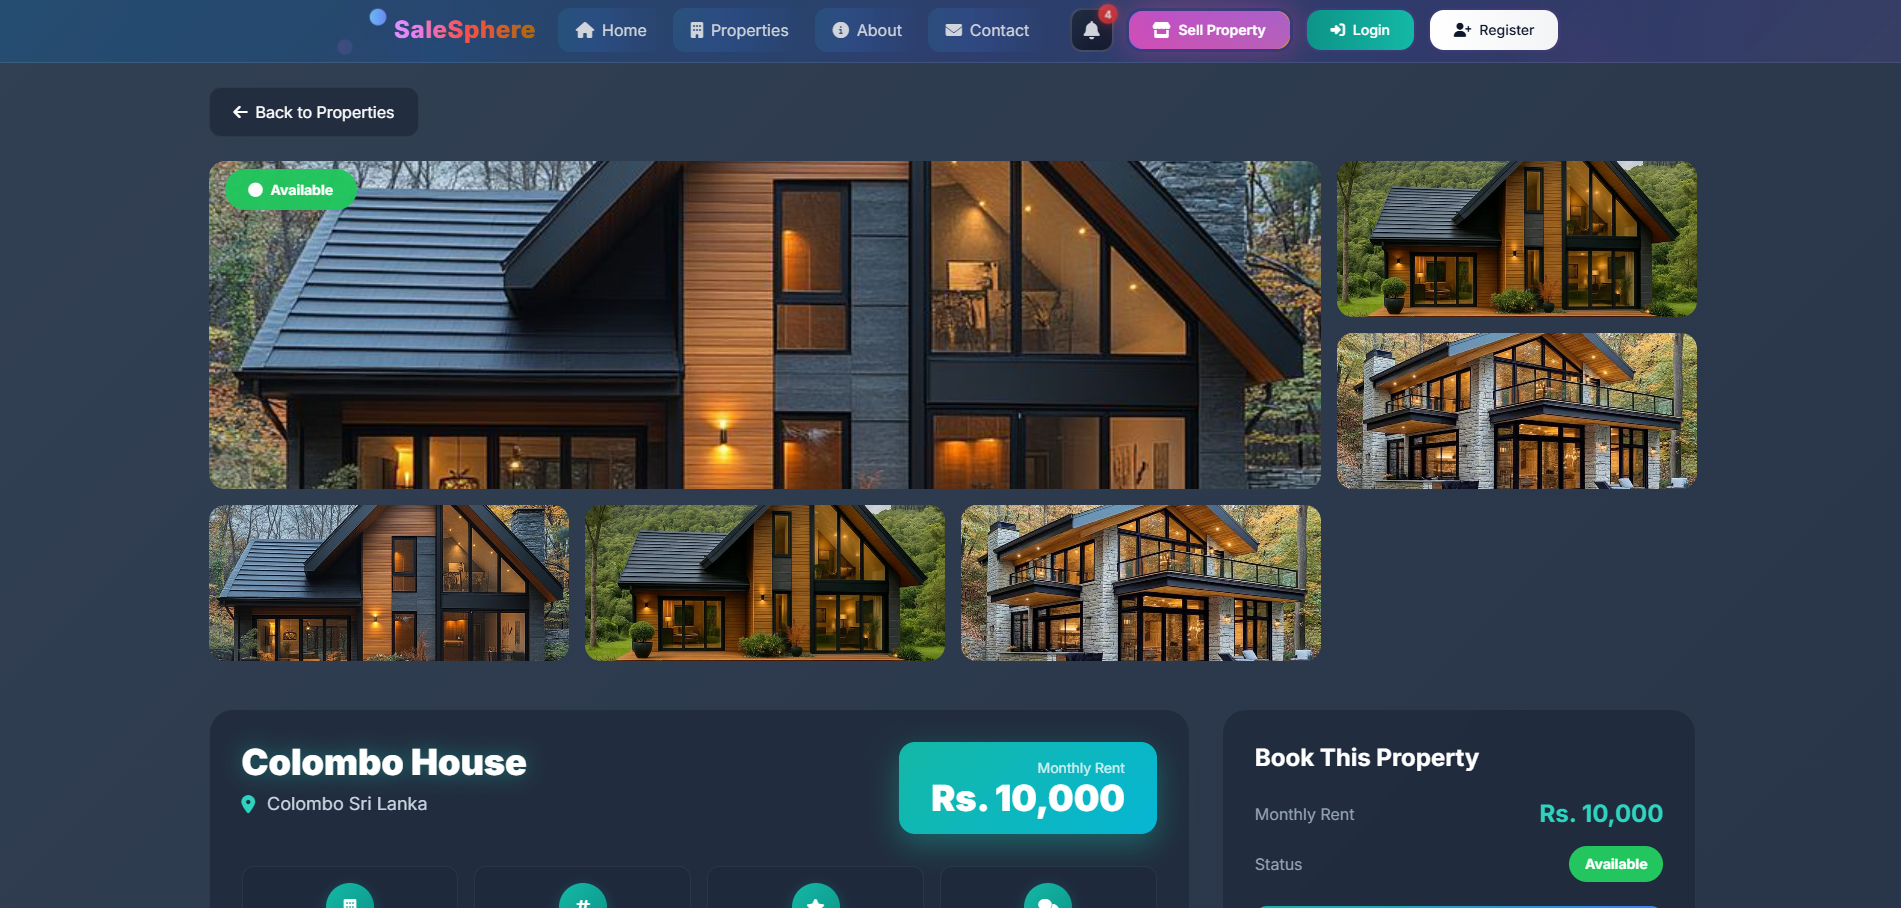 SaleSphere
Home
Properties
About
Contact
4
Sell Property
Login
Register
Back to Properties
Available
Colombo House
Colombo Sri Lanka
Monthly Rent
Rs. 10,000
Book This Property
Monthly Rent
Rs. 10,000
Status
Available
#